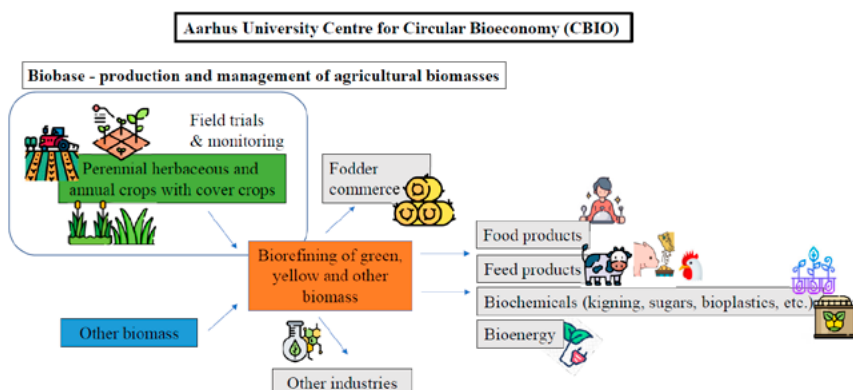 Aarhus University Centre for Circular Bioeconomy (CBIO)
Biobase - production and management of agricultural biomasses
Field trials
& monitoring
Perennial herbaceous and
annual crops with cover crops
Fodder
commerce
Food products
Biorefining of green,
yellow and other
biomass
Feed products
Biochemicals (kigning, sugars, bioplastics, etc.)
Other biomass
Bioenergy
Other industries